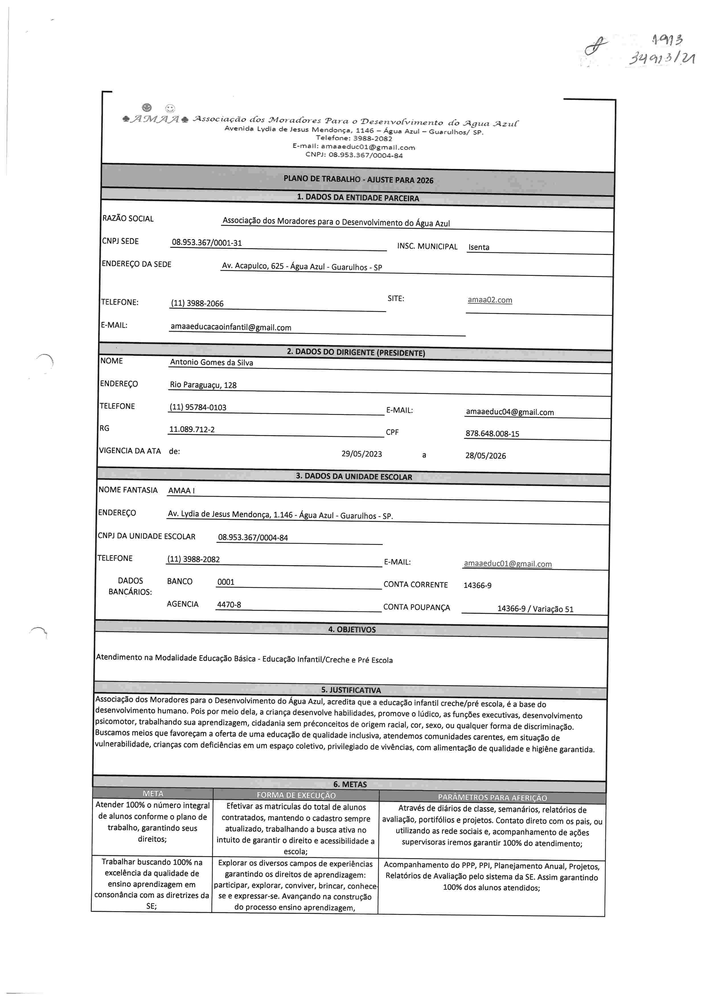 1913
34913/21
AMAA Associação dos Moradores Para o Desenvolvimento do Agua Azul
Avenida Lydia de Jesus Mendonça, 1146 – Água Azul – Guarulhos/ SP.
Telefone: 3988-2082
E-mail: amaaeduc01@gmail.com
CNPJ: 08.953.367/0004-84
PLANO DE TRABALHO - AJUSTE PARA 2026
1. DADOS DA ENTIDADE PARCEIRA
RAZÃO SOCIAL Associação dos Moradores para o Desenvolvimento do Água Azul
CNPJ SEDE 08.953.367/0001-31 INSC. MUNICIPAL Isenta
ENDEREÇO DA SEDE Av. Acapulco, 625 - Água Azul - Guarulhos - SP
TELEFONE: (11) 3988-2066 SITE: amaa02.com
E-MAIL: amaaeducacaoinfantil@gmail.com
2. DADOS DO DIRIGENTE (PRESIDENTE)
NOME Antonio Gomes da Silva
ENDEREÇO Rio Paraguaçu, 128
TELEFONE (11) 95784-0103 E-MAIL: amaaeduc04@gmail.com
RG 11.089.712-2 CPF 878.648.008-15
VIGENCIA DA ATA de: 29/05/2023 a 28/05/2026
3. DADOS DA UNIDADE ESCOLAR
NOME FANTASIA AMAA I
ENDEREÇO Av. Lydia de Jesus Mendonça, 1.146 - Água Azul - Guarulhos - SP.
CNPJ DA UNIDADE ESCOLAR 08.953.367/0004-84
TELEFONE (11) 3988-2082 E-MAIL: amaaeduc01@gmail.com
DADOS BANCÁRIOS: BANCO 0001 CONTA CORRENTE 14366-9
AGENCIA 4470-8 CONTA POUPANÇA 14366-9 / Variação 51
4. OBJETIVOS
Atendimento na Modalidade Educação Básica - Educação Infantil/Creche e Pré Escola
5. JUSTIFICATIVA
Associação dos Moradores para o Desenvolvimento do Água Azul, acredita que a educação infantil creche/pré escola, é a base do
desenvolvimento humano. Pois por meio dela, a criança desenvolve habilidades, promove o lúdico, as funções executivas, desenvolvimento
psicomotor, trabalhando sua aprendizagem, cidadania sem préconceitos de origem racial, cor, sexo, ou qualquer forma de discriminação.
Buscamos meios que favoreçam a oferta de uma educação de qualidade inclusiva, atendemos comunidades carentes, em situação de
vulnerabilidade, crianças com deficiências em um espaço coletivo, privilegiado de vivências, com alimentação de qualidade e higiêne garantida.
6. METAS
META FORMA DE EXECUÇÃO PARÂMETROS PARA AFERIÇÃO
Atender 100% o número integral
de alunos conforme o plano de
trabalho, garantindo seus
direitos;
Efetivar as matriculas do total de alunos
contratados, mantendo o cadastro sempre
atualizado, trabalhando a busca ativa no
intuito de garantir o direito e acessibilidade a
escola;
Através de diários de classe, semanários, relatórios de
avaliação, portifólios e projetos. Contato direto com os pais, ou
utilizando as rede sociais e, acompanhamento de ações
supervisoras iremos garantir 100% do atendimento;
Trabalhar buscando 100% na
excelência da qualidade de
ensino aprendizagem em
consonância com as diretrizes da
SE;
Explorar os diversos campos de experiências
garantindo os direitos de aprendizagem:
participar, explorar, conviver, brincar, conhece-
se e expressar-se. Avançando na construção
do processo ensino aprendizagem,
Acompanhamento do PPP, PPI, Planejamento Anual, Projetos,
Relatórios de Avaliação pelo sistema da SE. Assim garantindo
100% dos alunos atendidos;